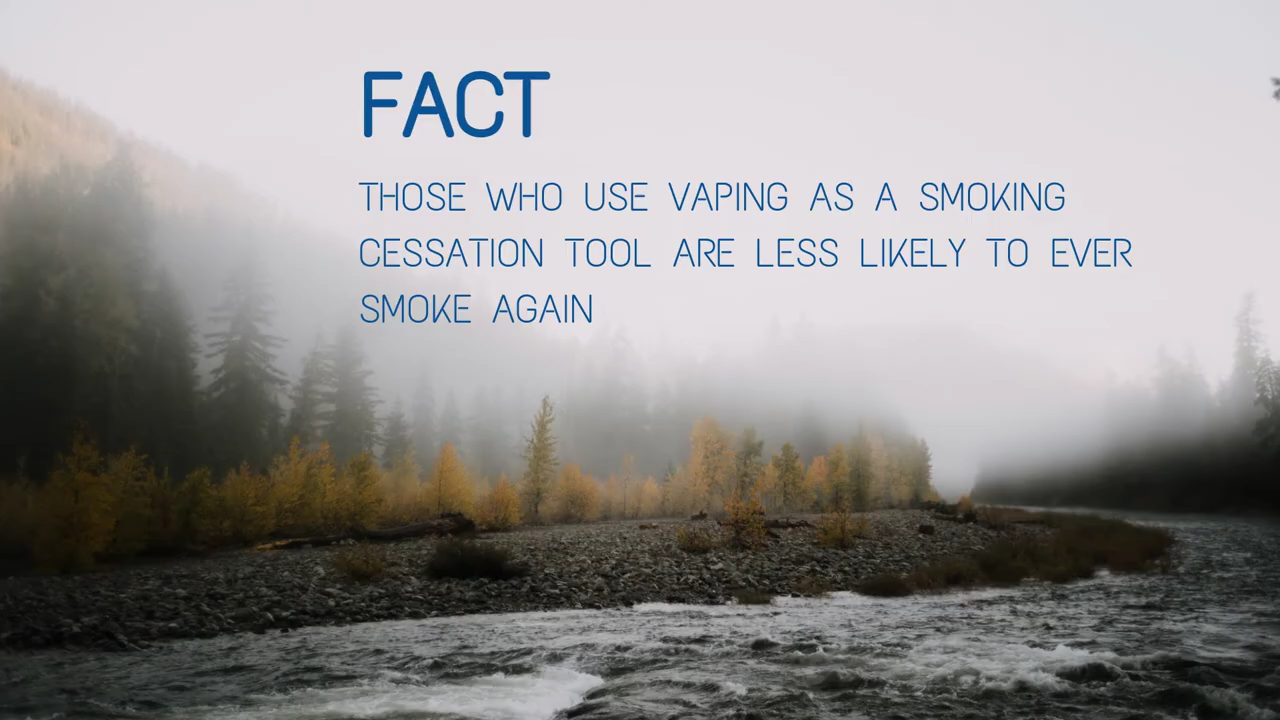 FACT
THOSE WHO USE VAPING AS A SMOKING
CESSATION TOOL ARE LESS LIKELY TO EVER
SMOKE AGAIN